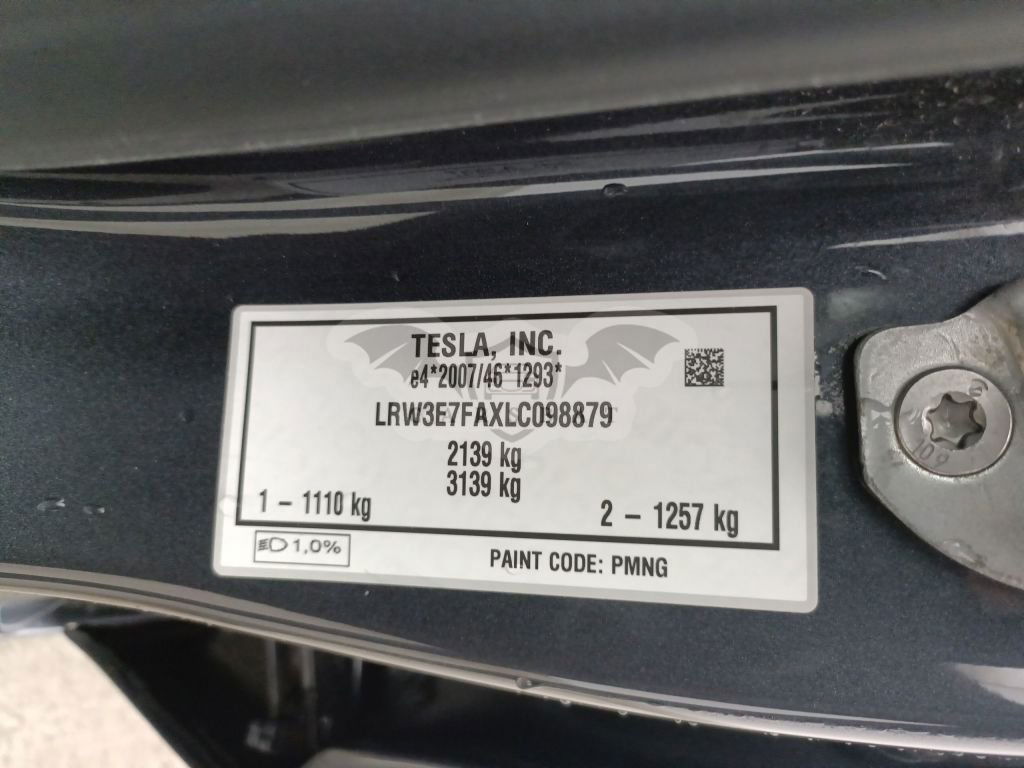 TESLA, INC.
e4*2007/46*1293*
LRW3E7FAXLC098879
2139 kg
3139 kg
1 – 1110 kg
2 – 1257 kg
1,0%
PAINT CODE: PMNG
109